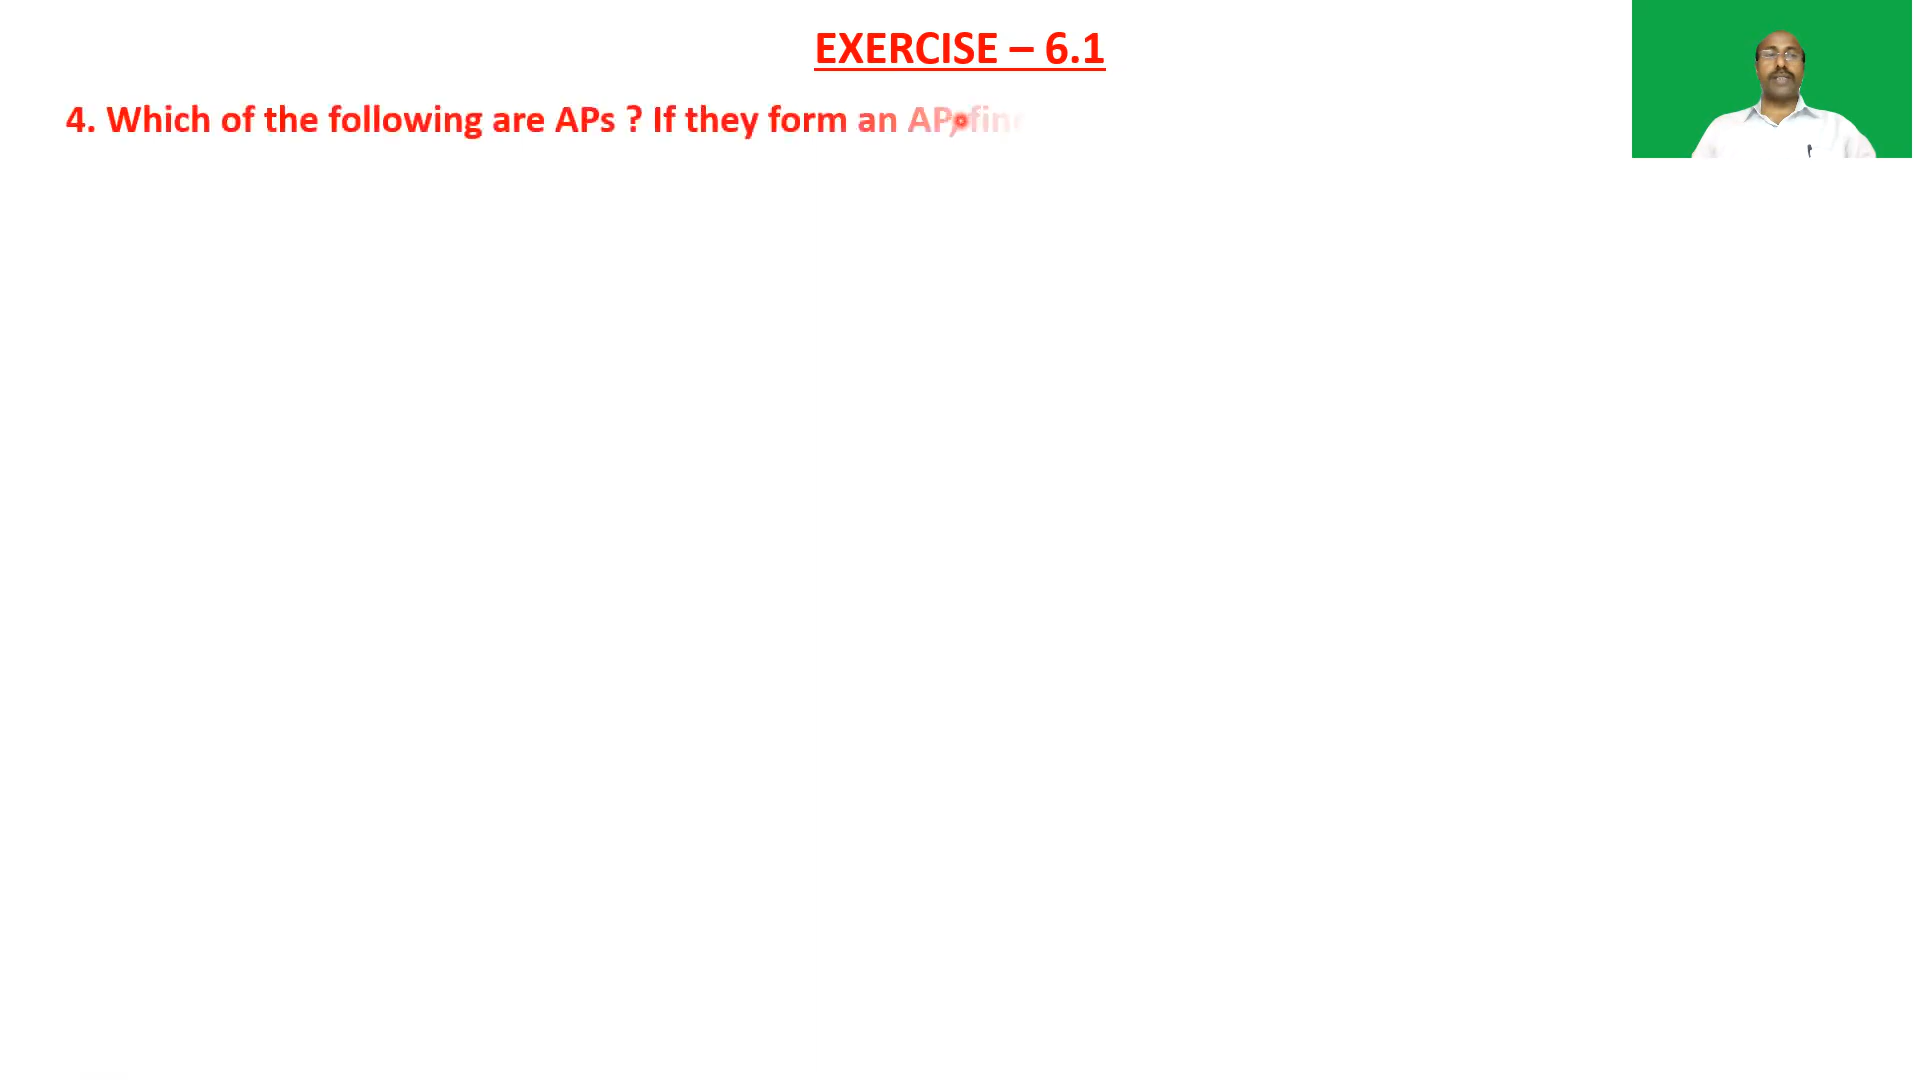 EXERCISE – 6.1
4. Which of the following are APs ? If they form an AP,